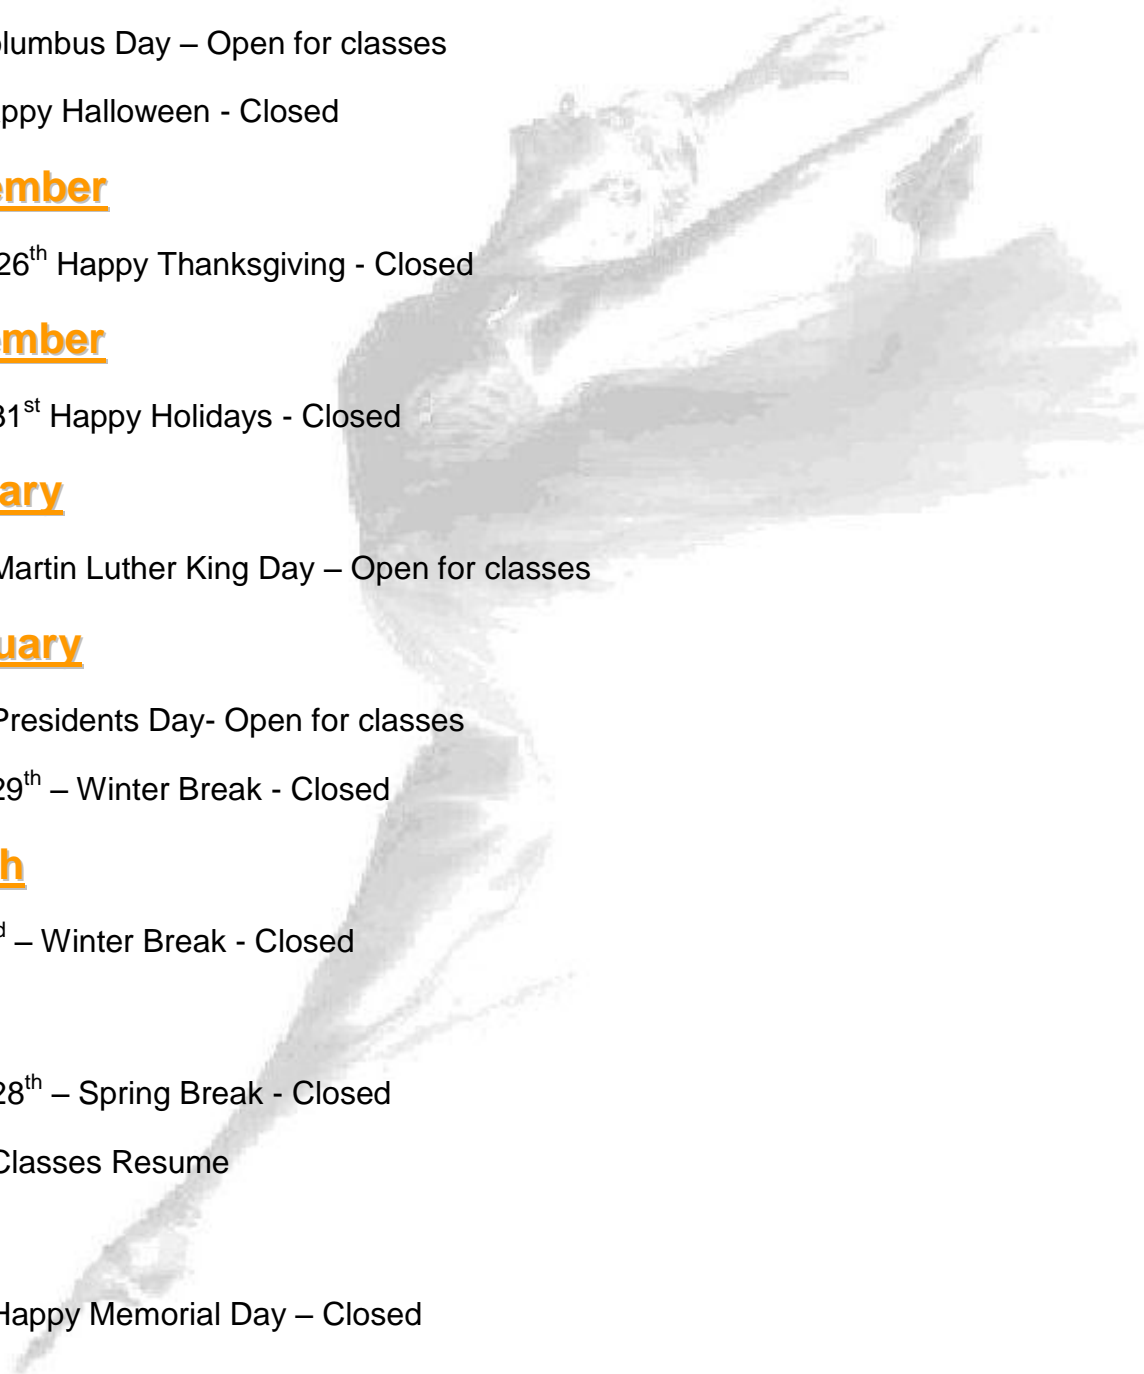 olumbus Day – Open for classes
ppy Halloween - Closed
ember
26th Happy Thanksgiving - Closed
ember
31st Happy Holidays - Closed
ary
Martin Luther King Day – Open for classes
uary
Presidents Day- Open for classes
29th – Winter Break - Closed
h
d – Winter Break - Closed
28th – Spring Break - Closed
Classes Resume
Happy Memorial Day – Closed